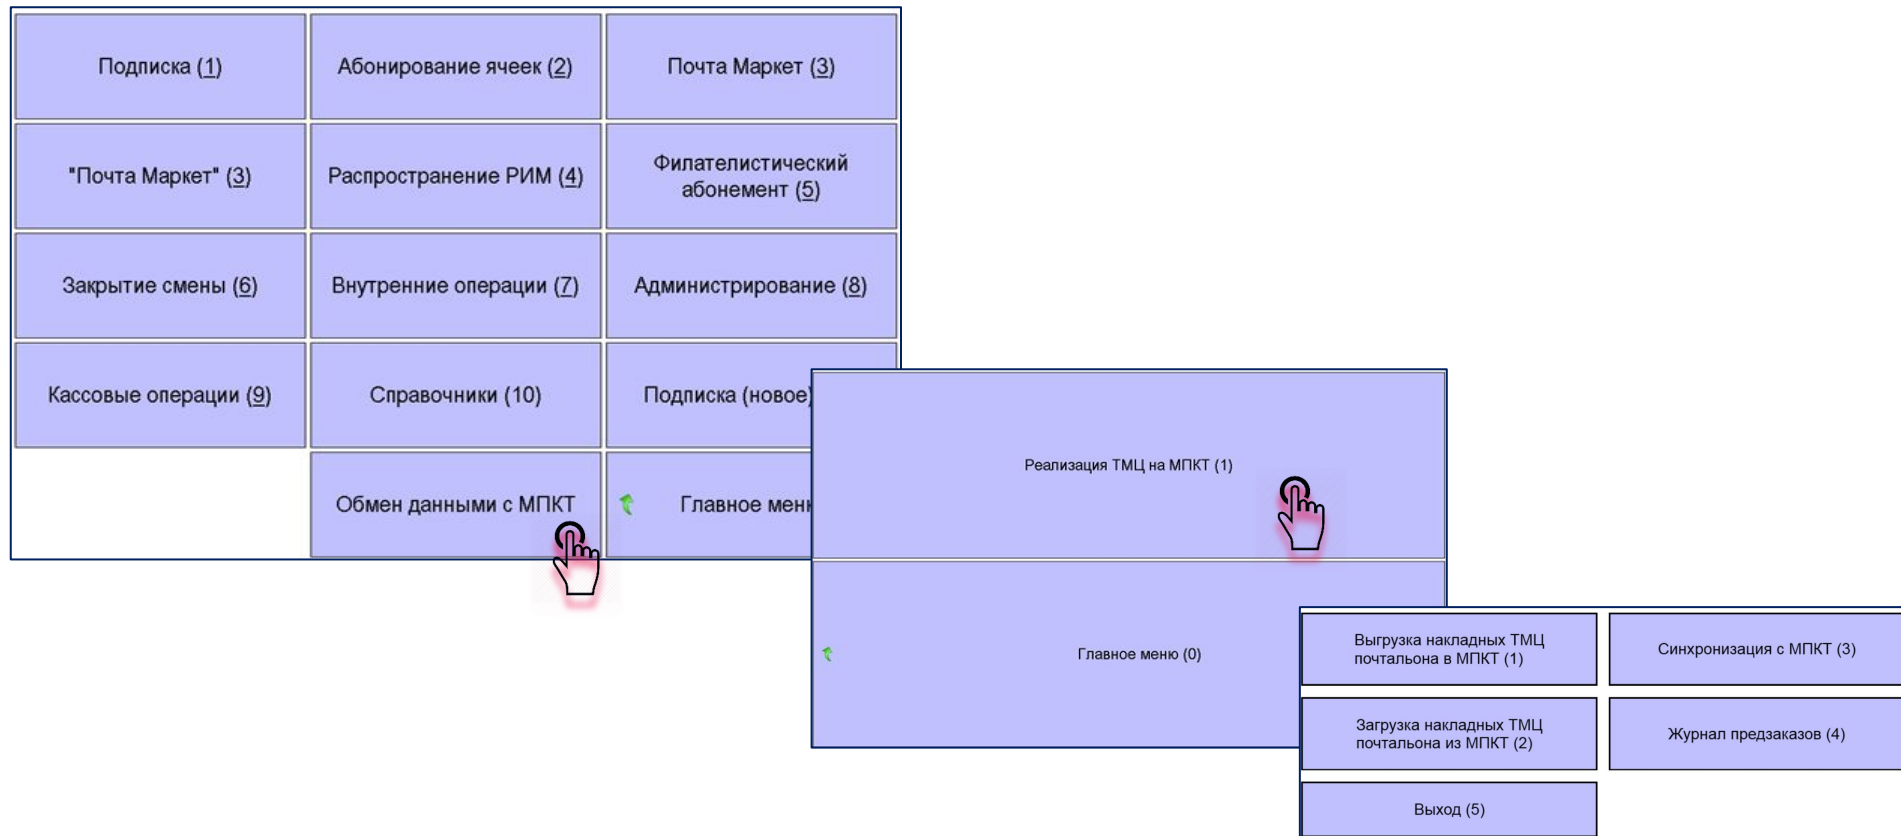 Подписка (1)
Абонирование ячеек (2)
Почта Маркет (3)
"Почта Маркет" (3)
Распространение РИМ (4)
Филателистический
абонемент (5)
Закрытие смены (6)
Внутренние операции (7)
Администрирование (8)
Кассовые операции (9)
Справочники (10)
Подписка (новое)
Обмен данными с МПКТ
Главное
Реализация ТМЦ на МПКТ (1)
Главное меню (0)
Выгрузка накладных ТМЦ
почтальона в МПКТ (1)
Синхронизация с МПКТ (3)
Загрузка накладных ТМЦ
почтальона из МПКТ (2)
Журнал предзаказов (4)
Выход (5)